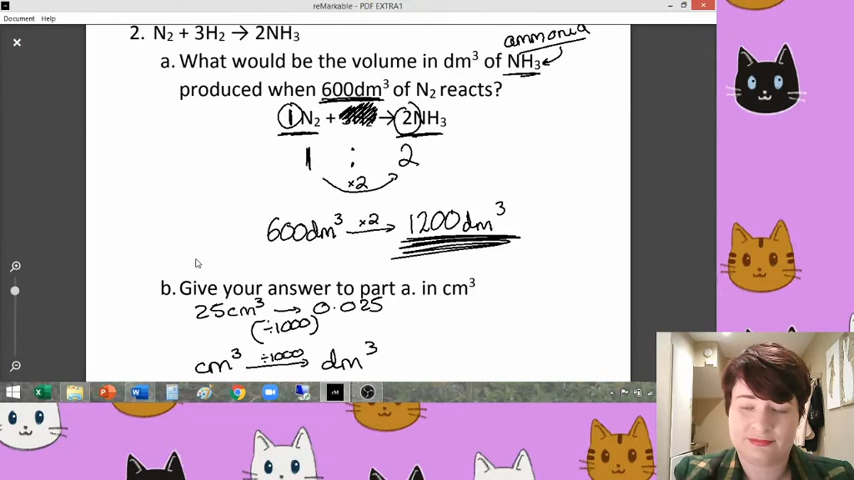 reMarkable - PDF EXTRA1
Document Help
2. N2 + 3H2 → 2NH3
ammonia
a. What would be the volume in dm³ of NH3
produced when 600dm³ of N2 reacts?
1N2 + → 2NH3
1 : 2
×2
600dm³ ×2→ 1200dm³
b. Give your answer to part a. in cm³
25cm³ → 0.025
(÷1000)
cm³ ÷1000→ dm³